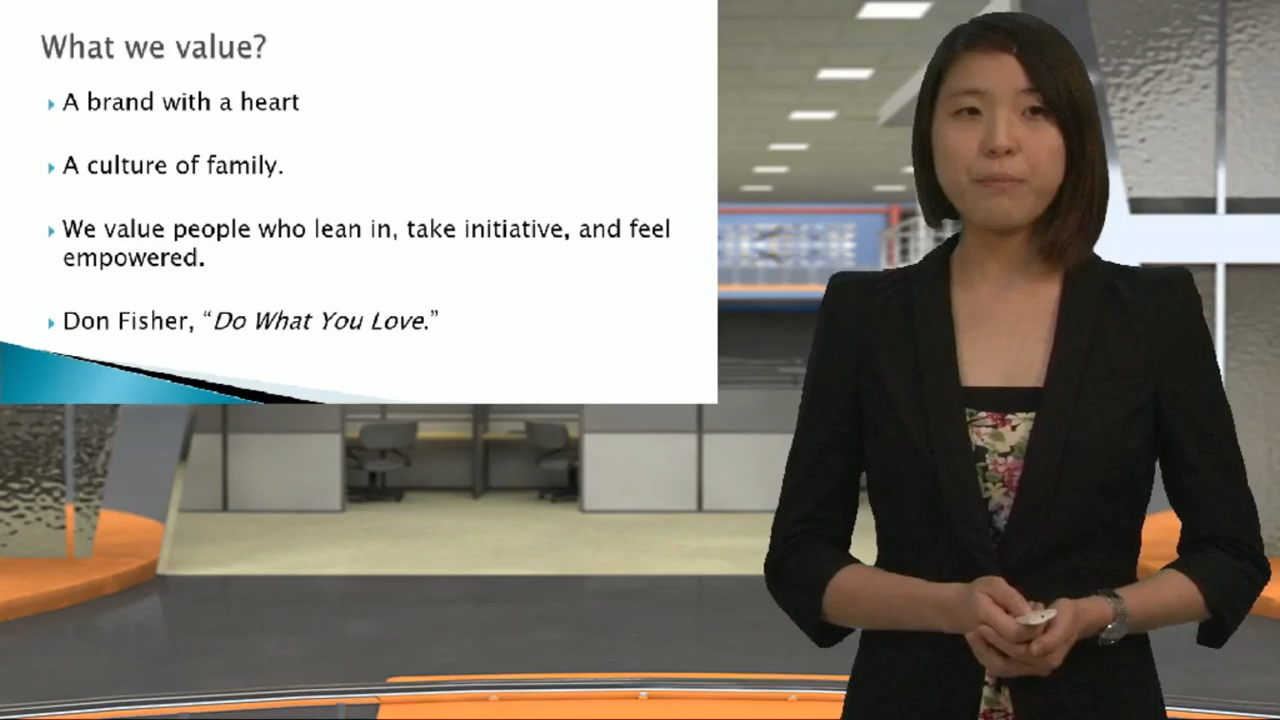 What we value?
A brand with a heart
A culture of family.
We value people who lean in, take initiative, and feel
empowered.
Don Fisher, “Do What You Love.”